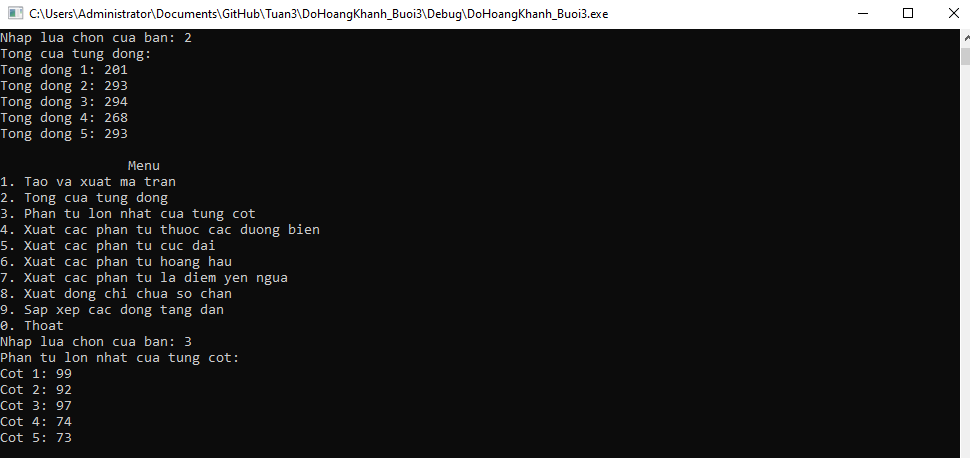 C:\Users\Administrator\Documents\GitHub\Tuan3\DoHoangKhanh_Buoi3\Debug\DoHoangKhanh_Buoi3.exe
Nhap lua chon cua ban: 2
Tong cua tung dong:
Tong dong 1: 201
Tong dong 2: 293
Tong dong 3: 294
Tong dong 4: 268
Tong dong 5: 293
Menu
1. Tao va xuat ma tran
2. Tong cua tung dong
3. Phan tu lon nhat cua tung cot
4. Xuat cac phan tu thuoc cac duong bien
5. Xuat cac phan tu cuc dai
6. Xuat cac phan tu hoang hau
7. Xuat cac phan tu la diem yen ngua
8. Xuat dong chi chua so chan
9. Sap xep cac dong tang dan
0. Thoat
Nhap lua chon cua ban: 3
Phan tu lon nhat cua tung cot:
Cot 1: 99
Cot 2: 92
Cot 3: 97
Cot 4: 74
Cot 5: 73